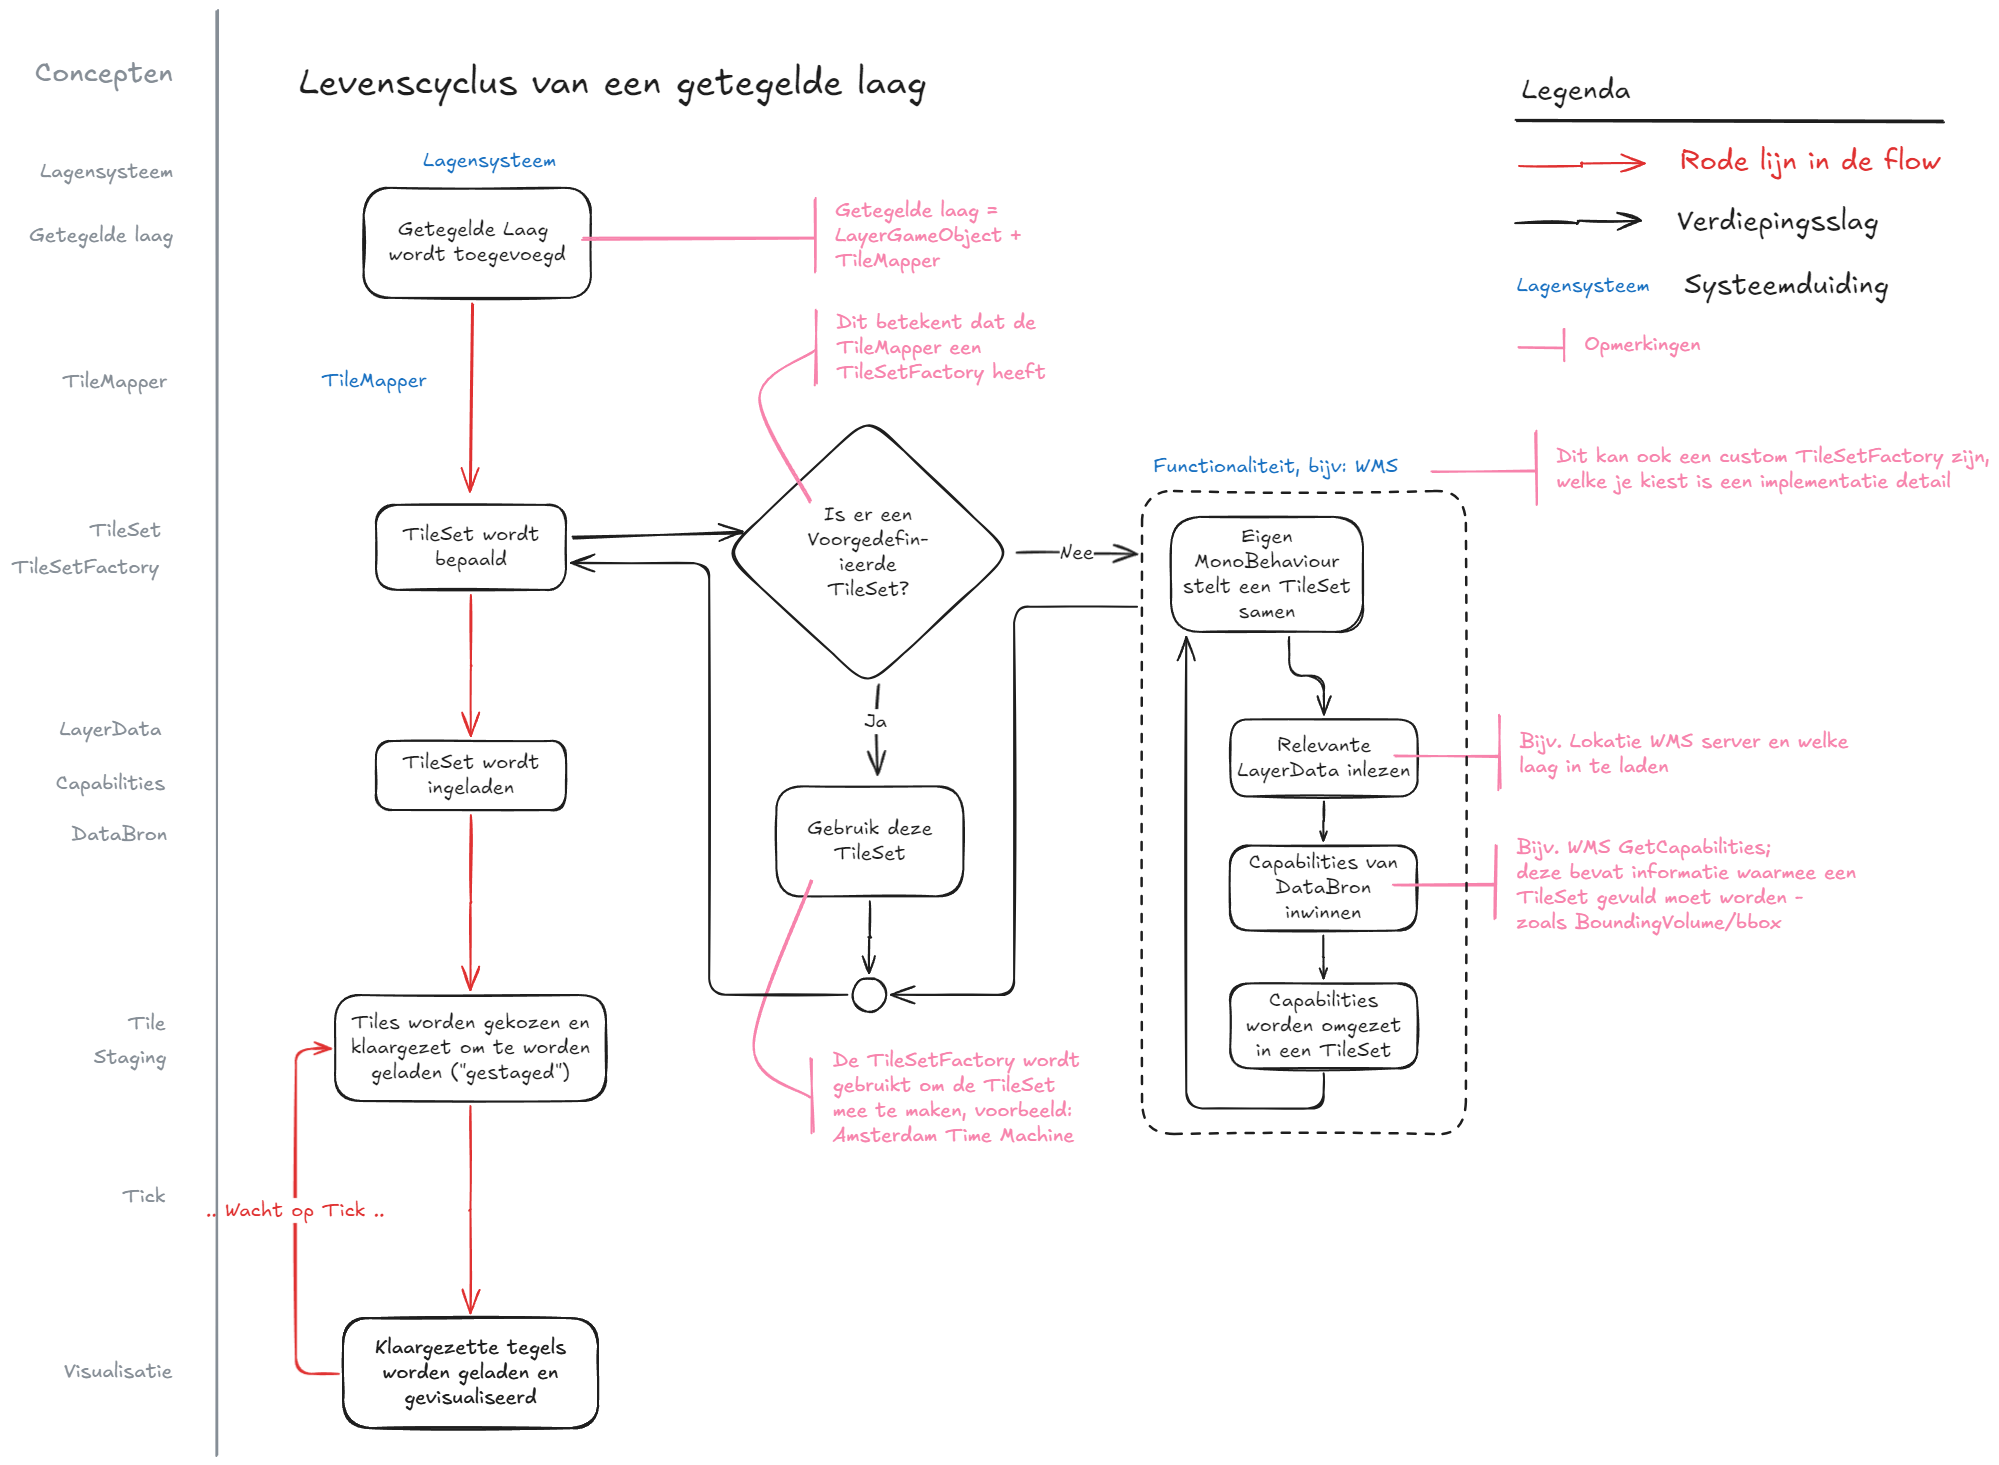 Concepten
Lagensysteem
Getegelde laag
TileMapper
TileSet
TileSetFactory
LayerData
Capabilities
DataBron
Tile
Staging
Tick
Visualisatie
Levenscyclus van een getegelde laag
Lagensysteem
Getegelde Laag
wordt toegevoegd
Getegelde laag =
LayerGameObject +
TileMapper
TileMapper
Dit betekent dat de
TileMapper een
TileSetFactory heeft
TileSet wordt
bepaald
Is er een
Voorgedefin-
ieerde
TileSet?
Nee
Ja
Gebruik deze
TileSet
De TileSetFactory wordt
gebruikt om de TileSet
mee te maken, voorbeeld:
Amsterdam Time Machine
TileSet wordt
ingeladen
Tiles worden gekozen en
klaargezet om te worden
geladen ("gestaged")
.. Wacht op Tick ..
Klaargezette tegels
worden geladen en
gevisualiseerd
Functionaliteit, bijv: WMS
Dit kan ook een custom TileSetFactory zijn,
welke je kiest is een implementatie detail
Eigen
MonoBehaviour
stelt een TileSet
samen
Relevante
LayerData inlezen
Bijv. Lokatie WMS server en welke
laag in te laden
Capabilities van
DataBron
inwinnen
Bijv. WMS GetCapabilities;
deze bevat informatie waarmee een
TileSet gevuld moet worden -
zoals BoundingVolume/bbox
Capabilities
worden omgezet
in een TileSet
Legenda
Rode lijn in de flow
Verdiepingsslag
Lagensysteem Systeemduiding
Opmerkingen